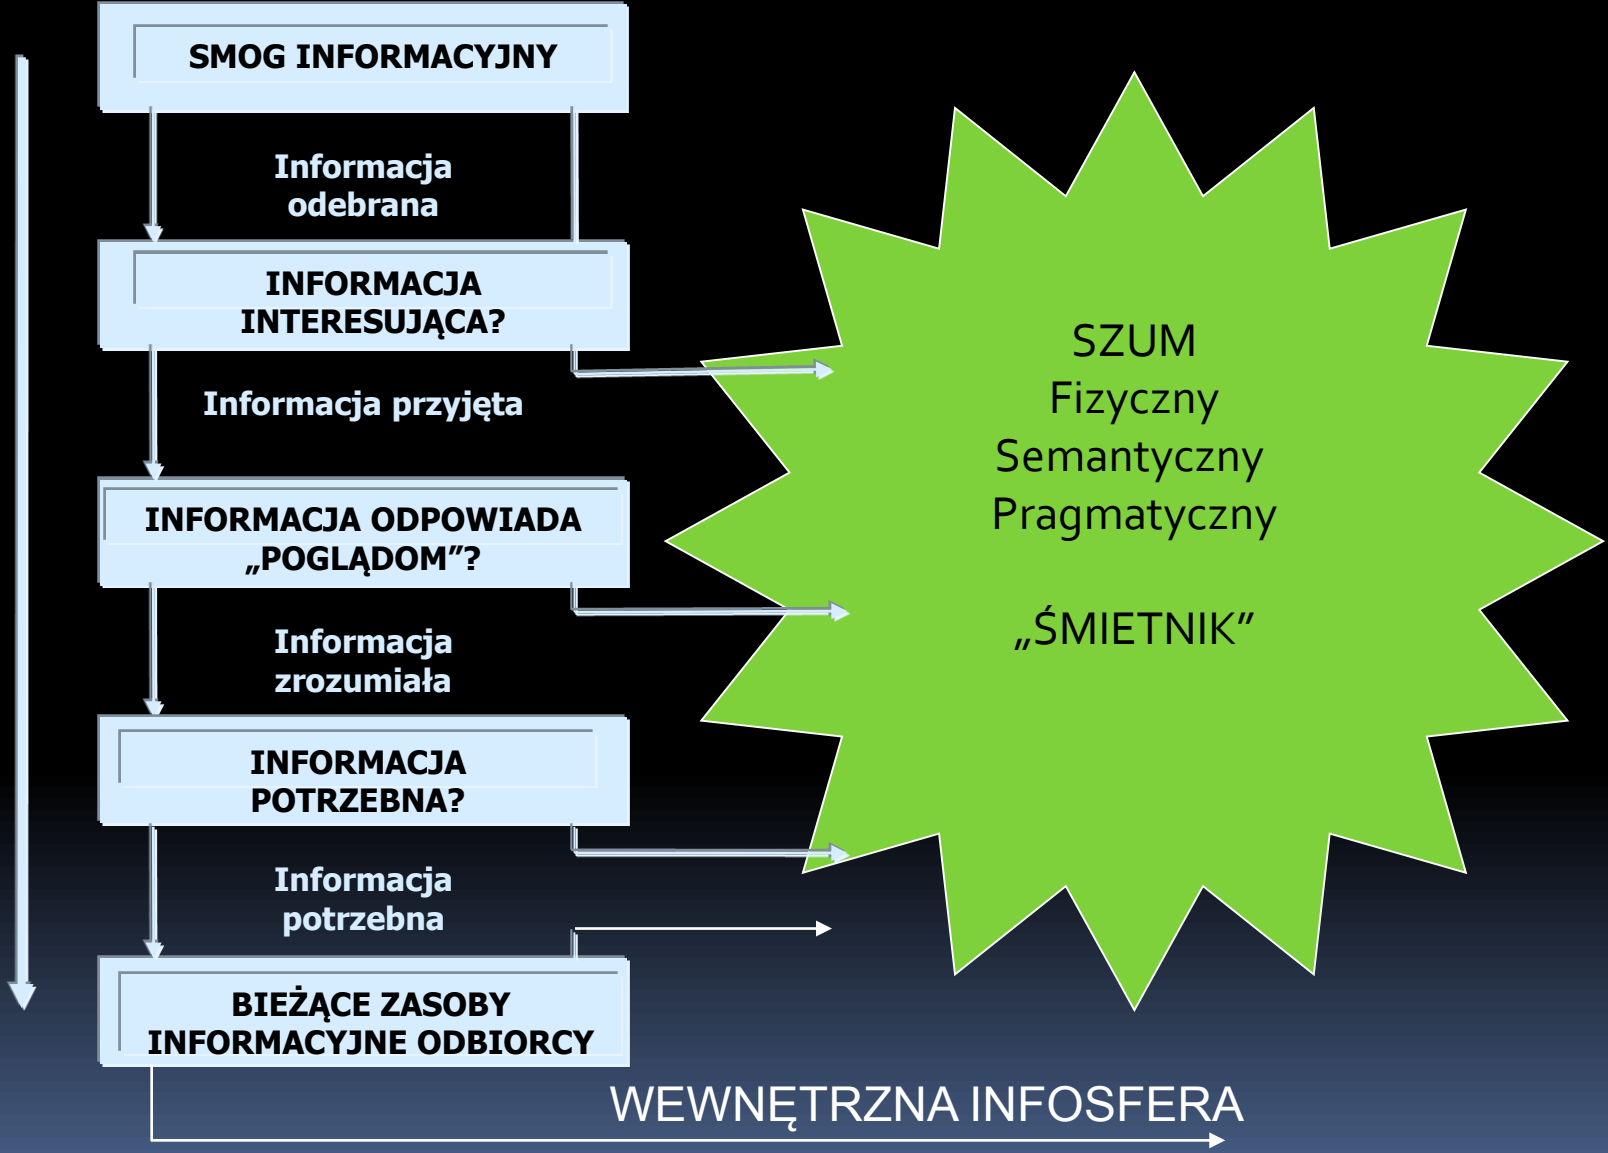 SMOG INFORMACYJNY
Informacja
odebrana
INFORMACJA
INTERESUJĄCA?
Informacja przyjęta
INFORMACJA ODPOWIADA
„POGLĄDOM”?
Informacja
zrozumiała
INFORMACJA
POTRZEBNA?
Informacja
potrzebna
BIEŻĄCE ZASOBY
INFORMACYJNE ODBIORCY
SZUM
Fizyczny
Semantyczny
Pragmatyczny
„ŚMIETNIK”
WEWNĘTRZNA INFOSFERA